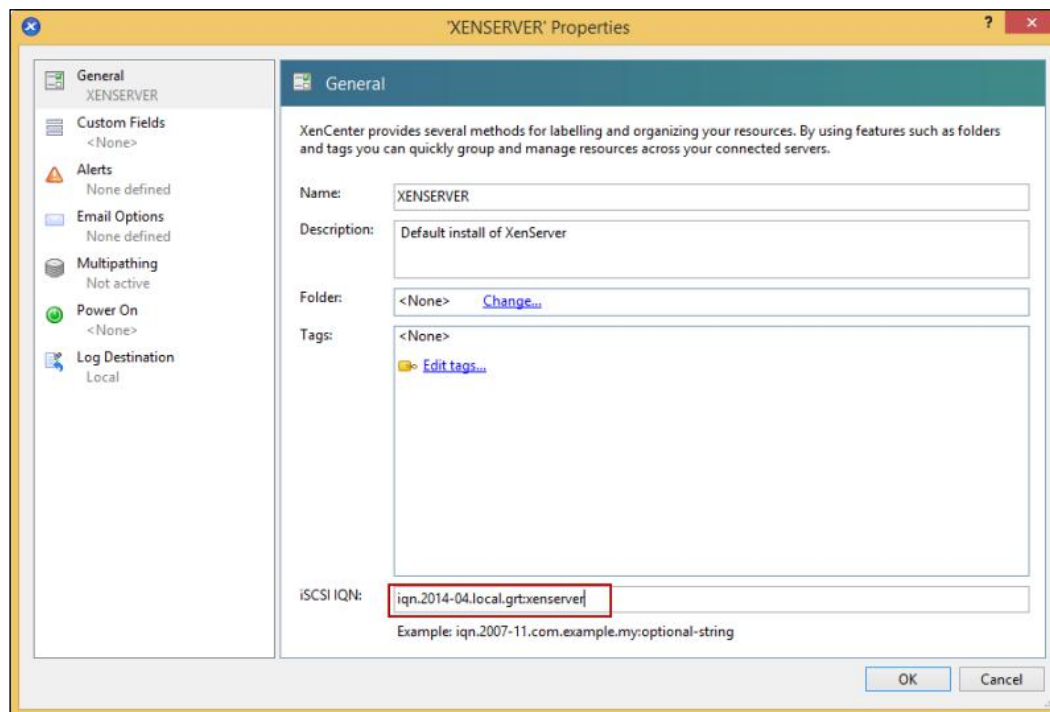 'XENSERVER' Properties
?
General
XENSERVER
Custom Fields
<None>
Alerts
None defined
Email Options
None defined
Multipathing
Not active
Power On
<None>
Log Destination
Local
General
XenCenter provides several methods for labelling and organizing your resources. By using features such as folders
and tags you can quickly group and manage resources across your connected servers.
Name: XENSERVER
Description: Default install of XenServer
Folder: <None> Change...
Tags: <None>
Edit tags...
iSCSI IQN: iqn.2014-04.local.grt:xenserver
Example: iqn.2007-11.com.example.my:optional-string
OK Cancel